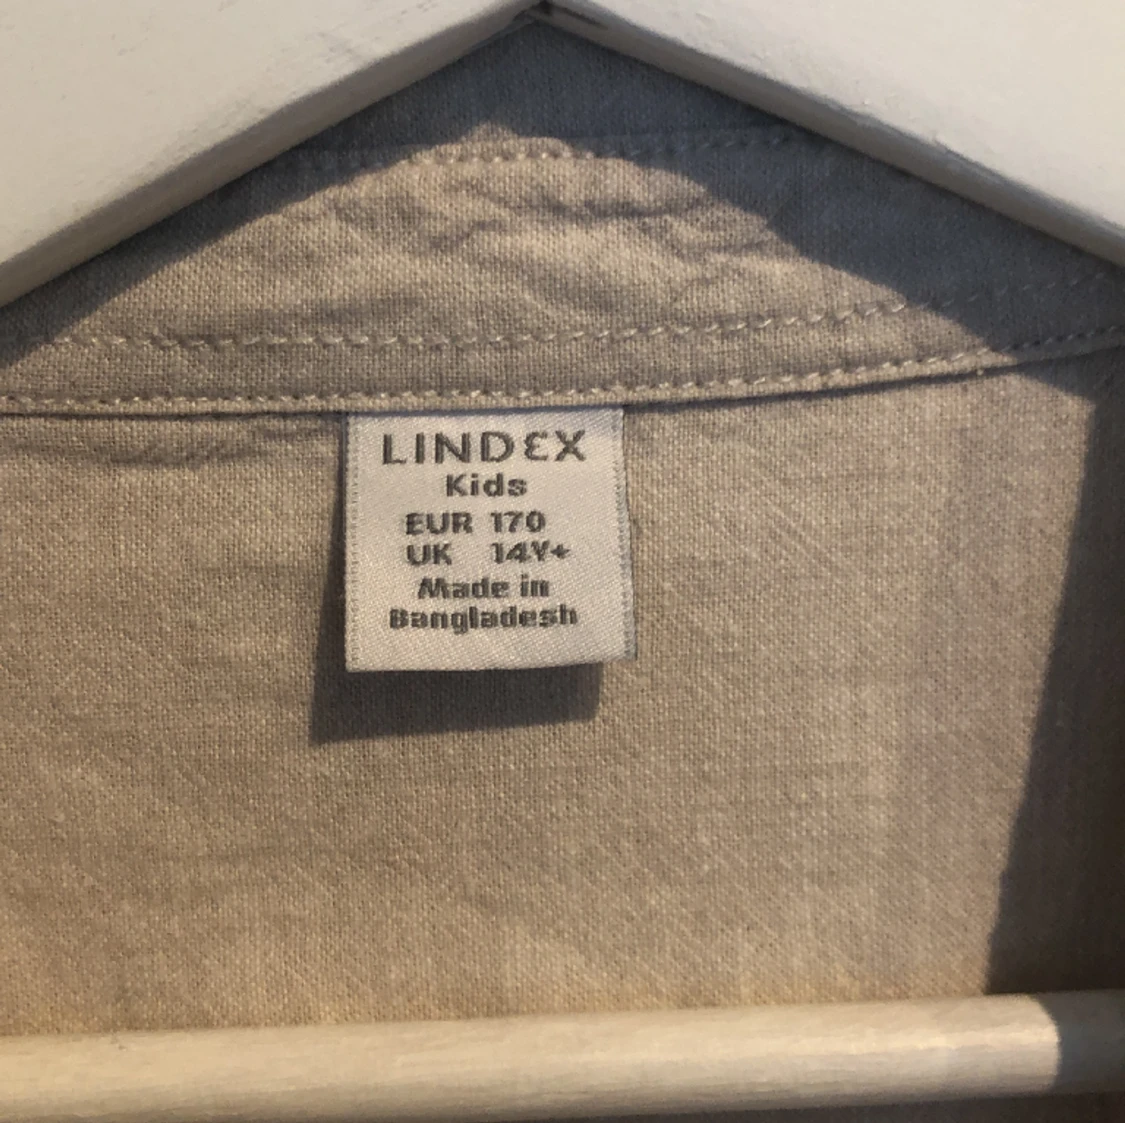 LINDEX
Kids
EUR 170
UK 14Y+
Made in
Bangladesh